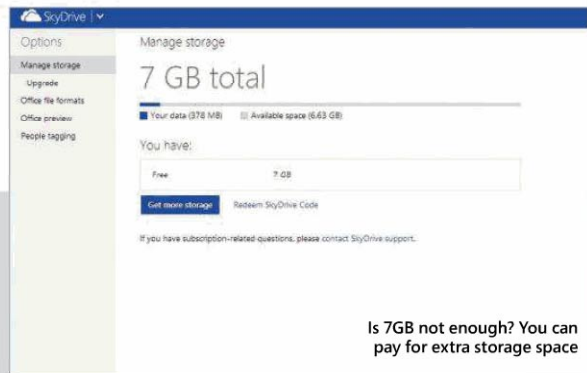 SkyDrive
Options
Manage storage
Upgrade
Office file formats
Office preview
People tagging
Manage storage
7 GB total
Your data (378 MB) Available space (6.63 GB)
You have:
Free 7 GB
Get more storage Redeem SkyDrive Code
If you have subscription-related questions, please contact SkyDrive support.
Is 7GB not enough? You can
pay for extra storage space